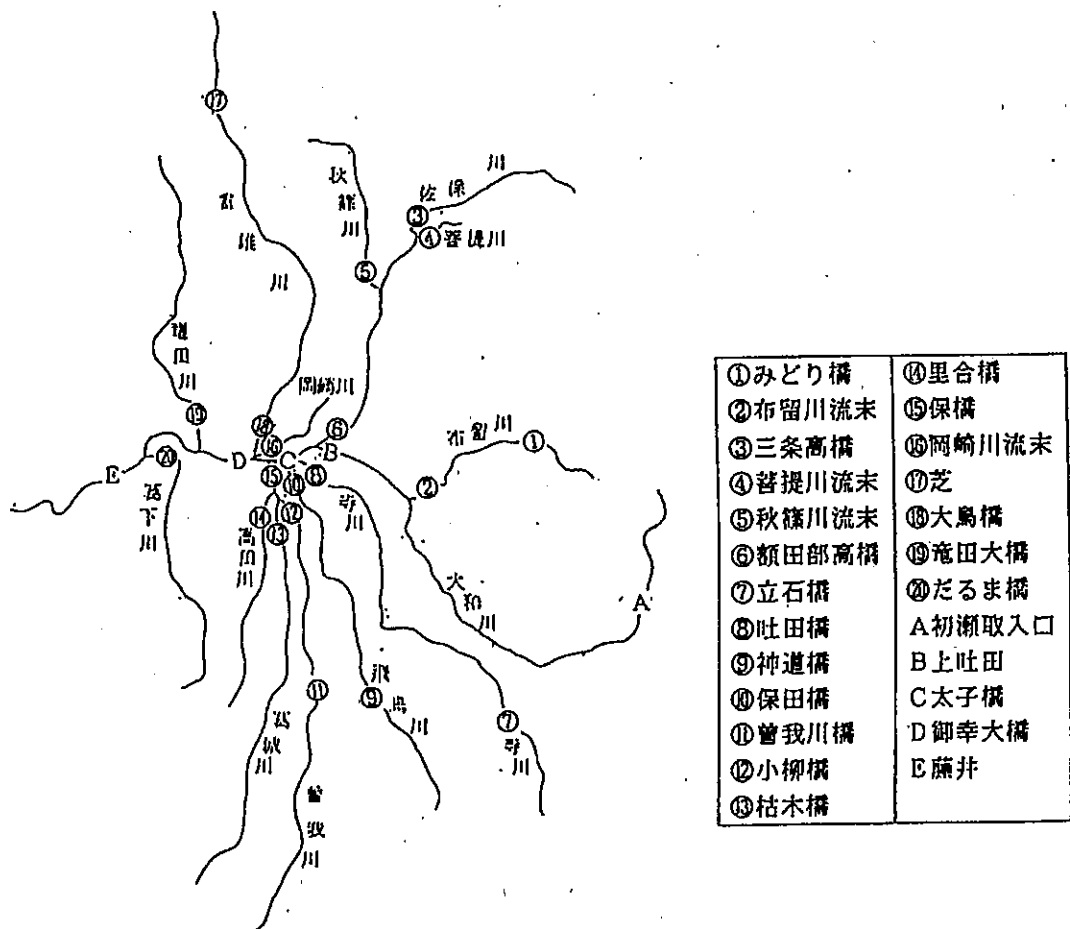 ⑰
富雄川
秋篠川
佐保川
③
④菩提川
⑤
竜田川
岡崎川
⑲
⑱
⑯
⑥
布留川
①
②
E
⑳
D
C
B
⑮
⑩
⑧
寺川
⑭
⑬
⑫
葛下川
高田川
大和川
A
⑪
⑨
飛鳥川
⑦
寺川
葛城川
曽我川
①みどり橋
②布留川流末
③三条高橋
④菩提川流末
⑤秋篠川流末
⑥額田部高橋
⑦立石橋
⑧吐田橋
⑨神道橋
⑩保田橋
⑪曽我川橋
⑫小柳橋
⑬枯木橋
⑭里合橋
⑮保橋
⑯岡崎川流末
⑰芝
⑱大鳥橋
⑲竜田大橋
⑳だるま橋
A初瀬取入口
B上吐田
C太子橋
D御幸大橋
E藤井